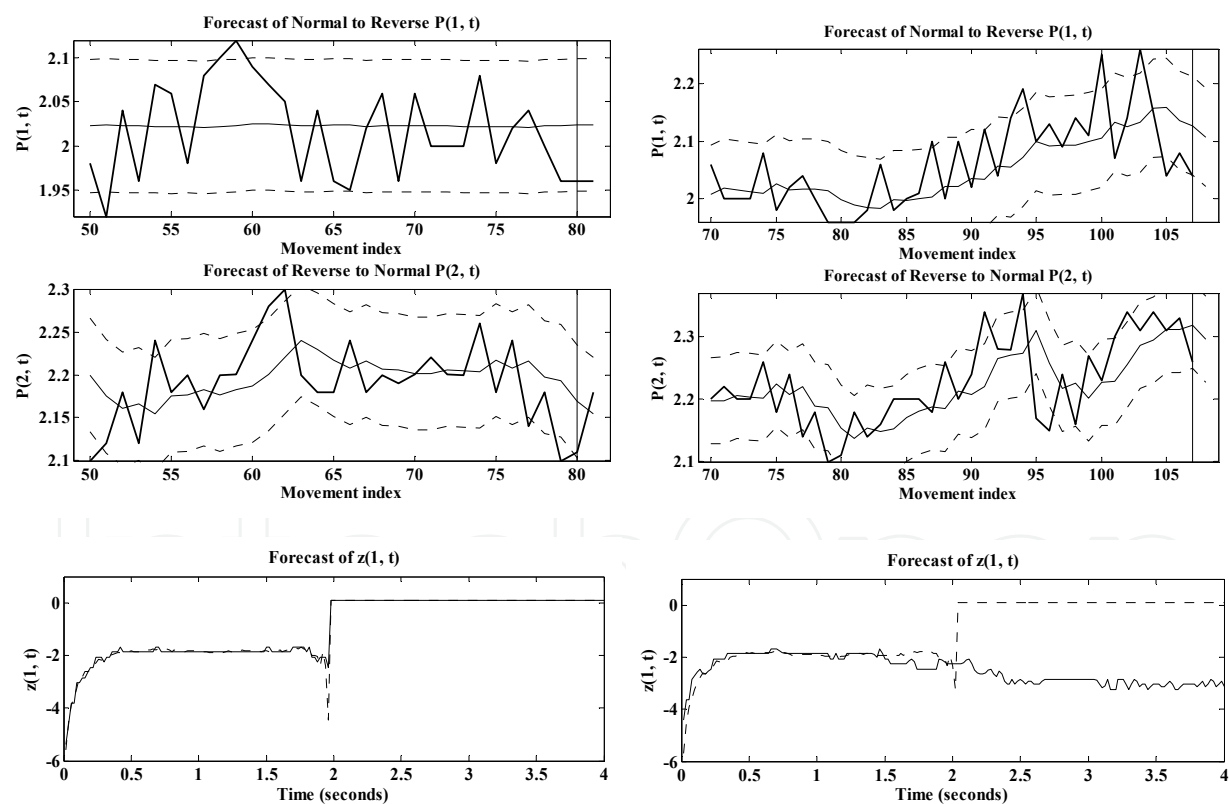 Forecast of Normal to Reverse P(1, t)
P(1, t)
2.1
2.05
2
1.95
50 55 60 65 70 75 80
Movement index
Forecast of Normal to Reverse P(1, t)
P(1, t)
2.2
2.1
2
70 75 80 85 90 95 100 105
Movement index
Forecast of Reverse to Normal P(2, t)
P(2, t)
2.3
2.25
2.2
2.15
2.1
50 55 60 65 70 75 80
Movement index
Forecast of Reverse to Normal P(2, t)
P(2, t)
2.3
2.2
2.1
70 75 80 85 90 95 100 105
Movement index
Forecast of z(1, t)
z(1, t)
0
-2
-4
-6
0 0.5 1 1.5 2 2.5 3 3.5 4
Time (seconds)
Forecast of z(1, t)
z(1, t)
0
-2
-4
-6
0 0.5 1 1.5 2 2.5 3 3.5 4
Time (seconds)